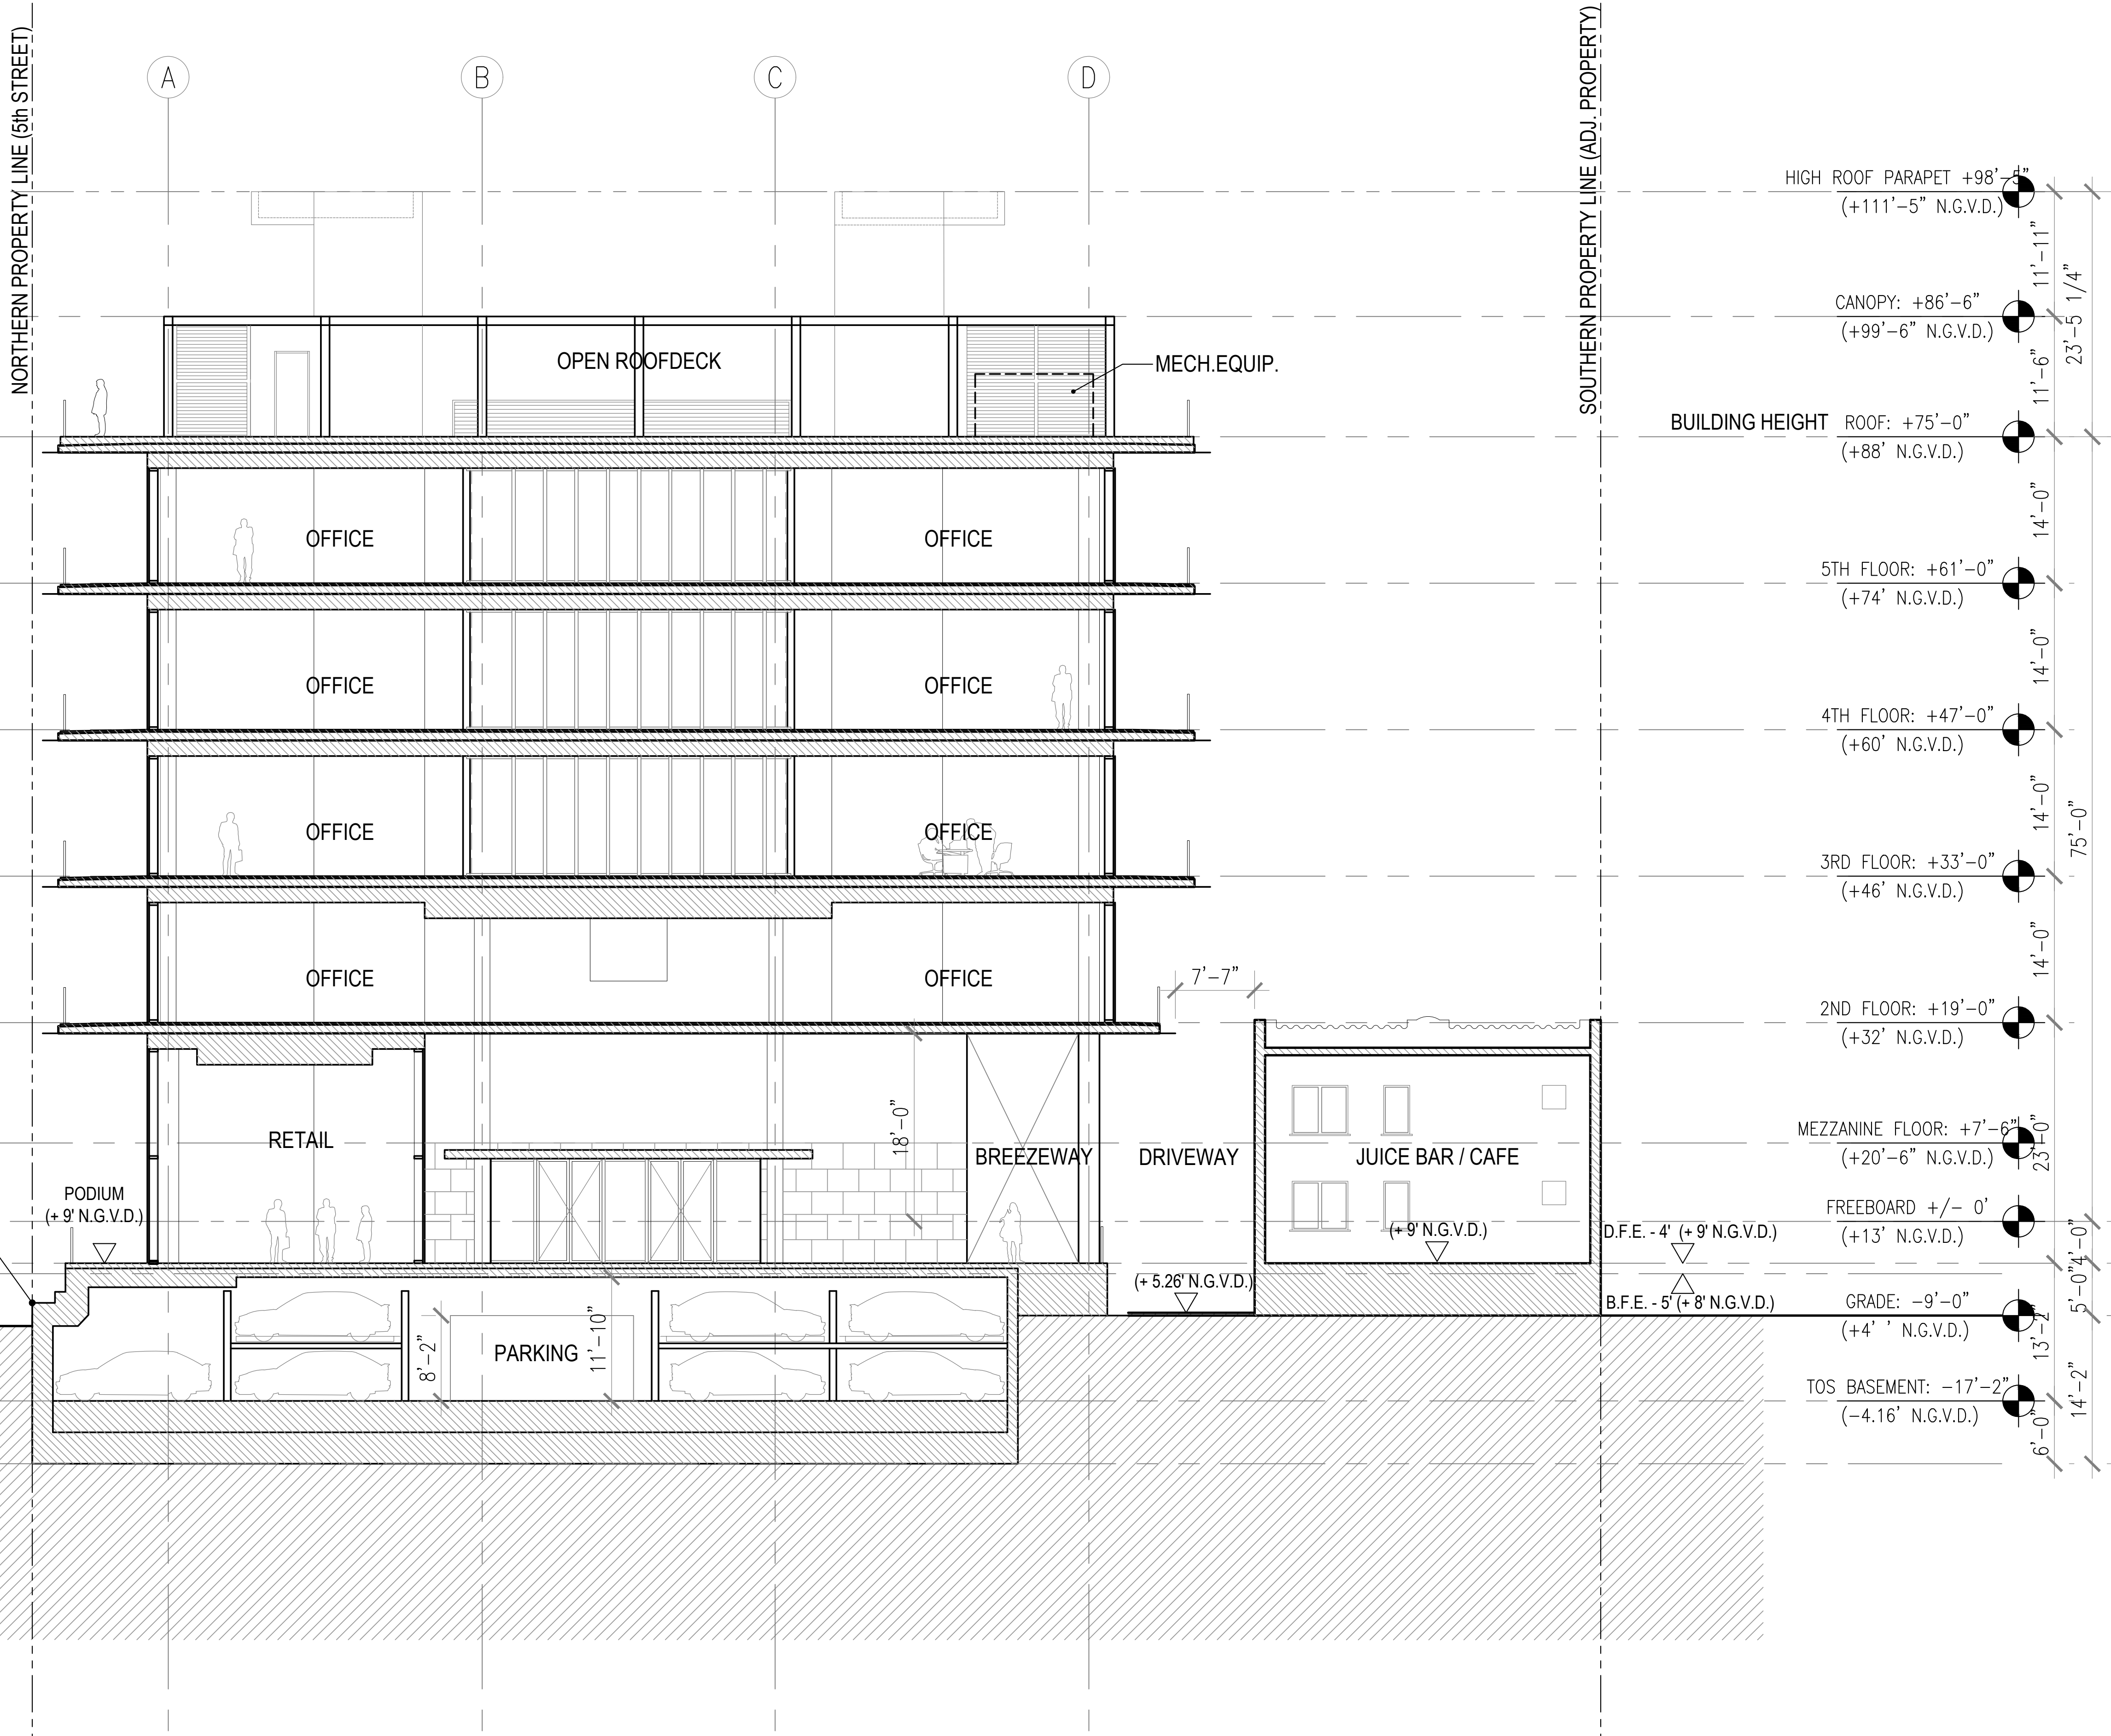 NORTHERN PROPERTY LINE (5th STREET)
A
B
C
D
SOUTHERN PROPERTY LINE (ADJ. PROPERTY)
HIGH ROOF PARAPET +98'-5"
(+111'-5" N.G.V.D.)
11'-11"
23'-5 1/4"
CANOPY: +86'-6"
(+99'-6" N.G.V.D.)
OPEN ROOFDECK
MECH.EQUIP.
11'-6"
BUILDING HEIGHT ROOF: +75'-0"
(+88' N.G.V.D.)
14'-0"
OFFICE
OFFICE
5TH FLOOR: +61'-0"
(+74' N.G.V.D.)
14'-0"
OFFICE
OFFICE
4TH FLOOR: +47'-0"
(+60' N.G.V.D.)
14'-0"
75'-0"
OFFICE
OFFICE
3RD FLOOR: +33'-0"
(+46' N.G.V.D.)
14'-0"
OFFICE
OFFICE
7'-7"
2ND FLOOR: +19'-0"
(+32' N.G.V.D.)
18'-0"
RETAIL
BREEZEWAY
DRIVEWAY
JUICE BAR / CAFE
MEZZANINE FLOOR: +7'-6"
(+20'-6" N.G.V.D.)
23'-0"
PODIUM
(+ 9' N.G.V.D.)
FREEBOARD +/- 0'
(+13' N.G.V.D.)
(+ 9' N.G.V.D.)
D.F.E. - 4' (+ 9' N.G.V.D.)
4'-0"
5'-0"
(+ 5.26' N.G.V.D.)
B.F.E. - 5' (+ 8' N.G.V.D.)
GRADE: -9'-0"
(+4' ' N.G.V.D.)
13'-2"
8'-2"
PARKING
11'-10"
TOS BASEMENT: -17'-2"
(-4.16' N.G.V.D.)
14'-2"
6'-0"